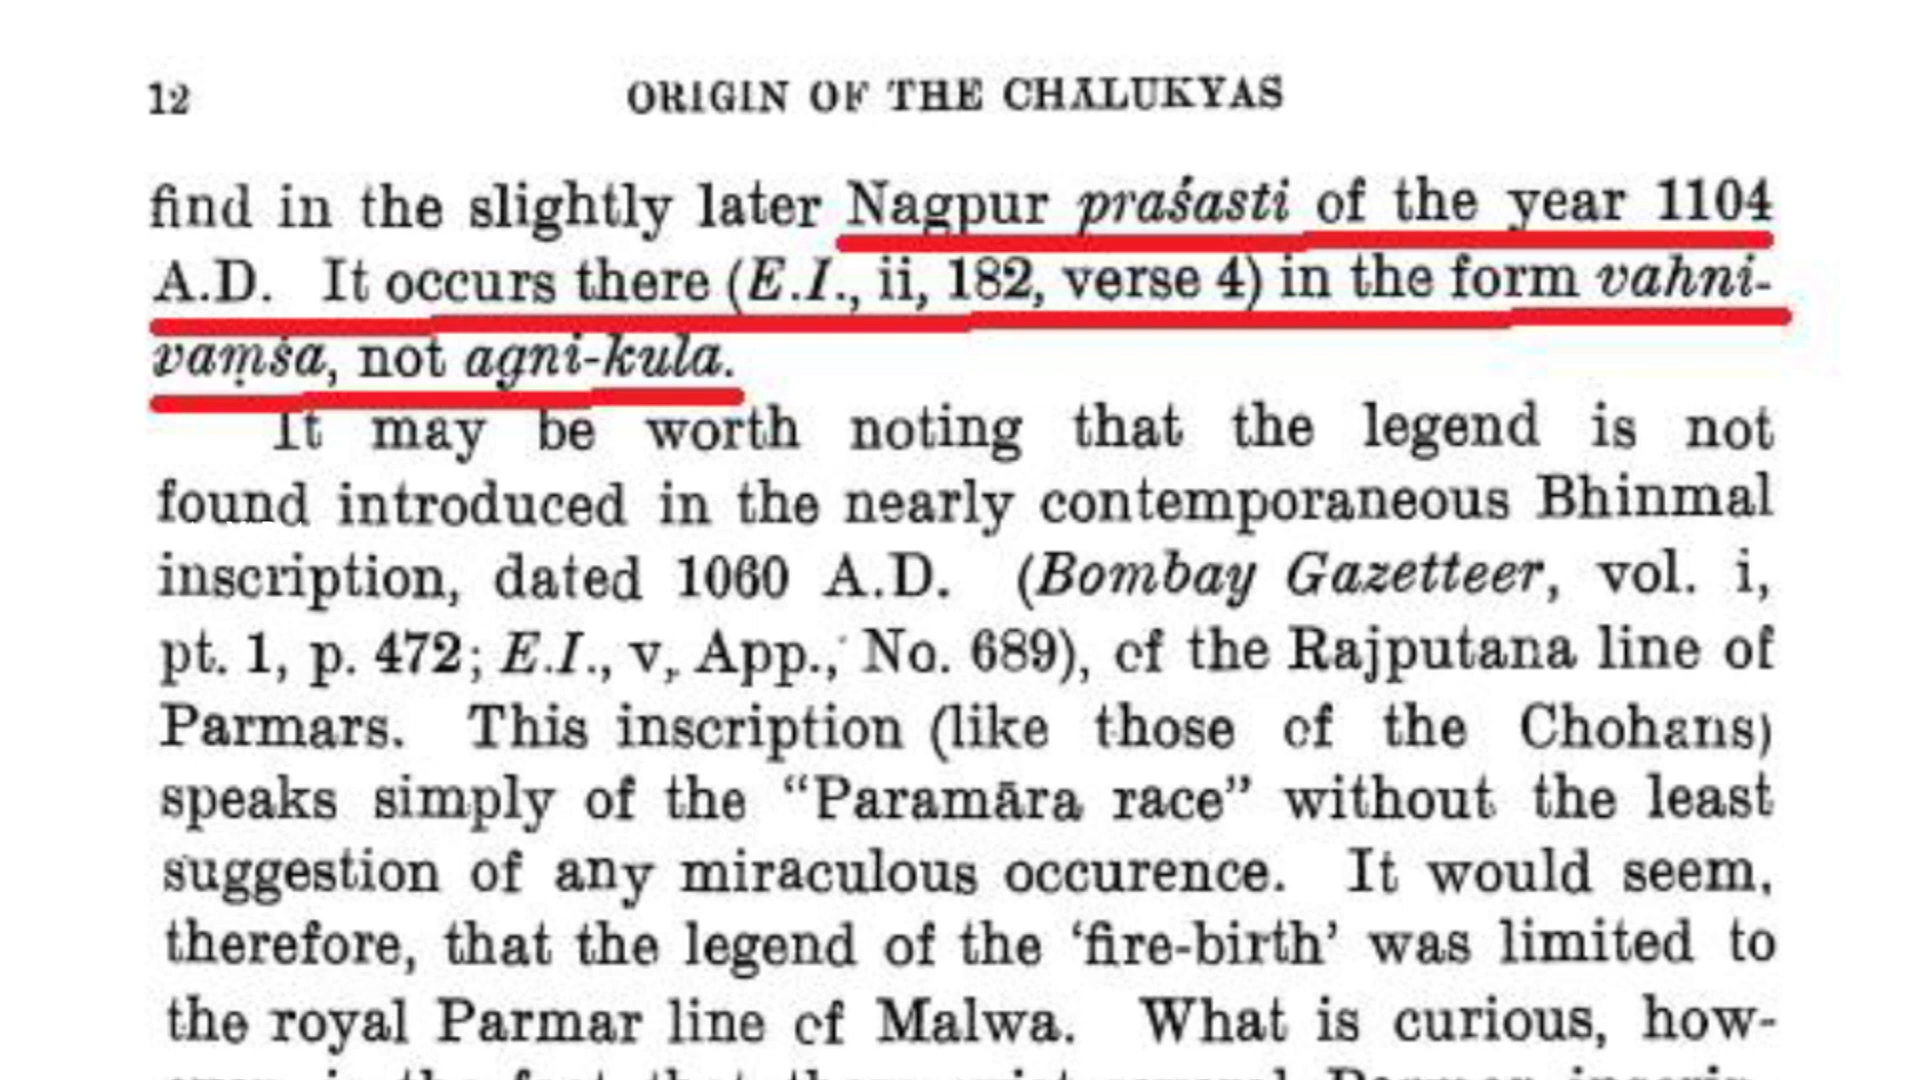 12 ORIGIN OF THE CHĀLUKYAS
find in the slightly later Nagpur praśasti of the year 1104
A.D. It occurs there (E.I., ii, 182, verse 4) in the form vahni-
vaṃśa, not agni-kula.
It may be worth noting that the legend is not
found introduced in the nearly contemporaneous Bhinmal
inscription, dated 1060 A.D. (Bombay Gazetteer, vol. i,
pt. 1, p. 472; E.I., v, App., No. 689), of the Rajputana line of
Parmars. This inscription (like those of the Chohans)
speaks simply of the “Paramāra race” without the least
suggestion of any miraculous occurence. It would seem,
therefore, that the legend of the ‘fire-birth’ was limited to
the royal Parmar line of Malwa. What is curious, how-